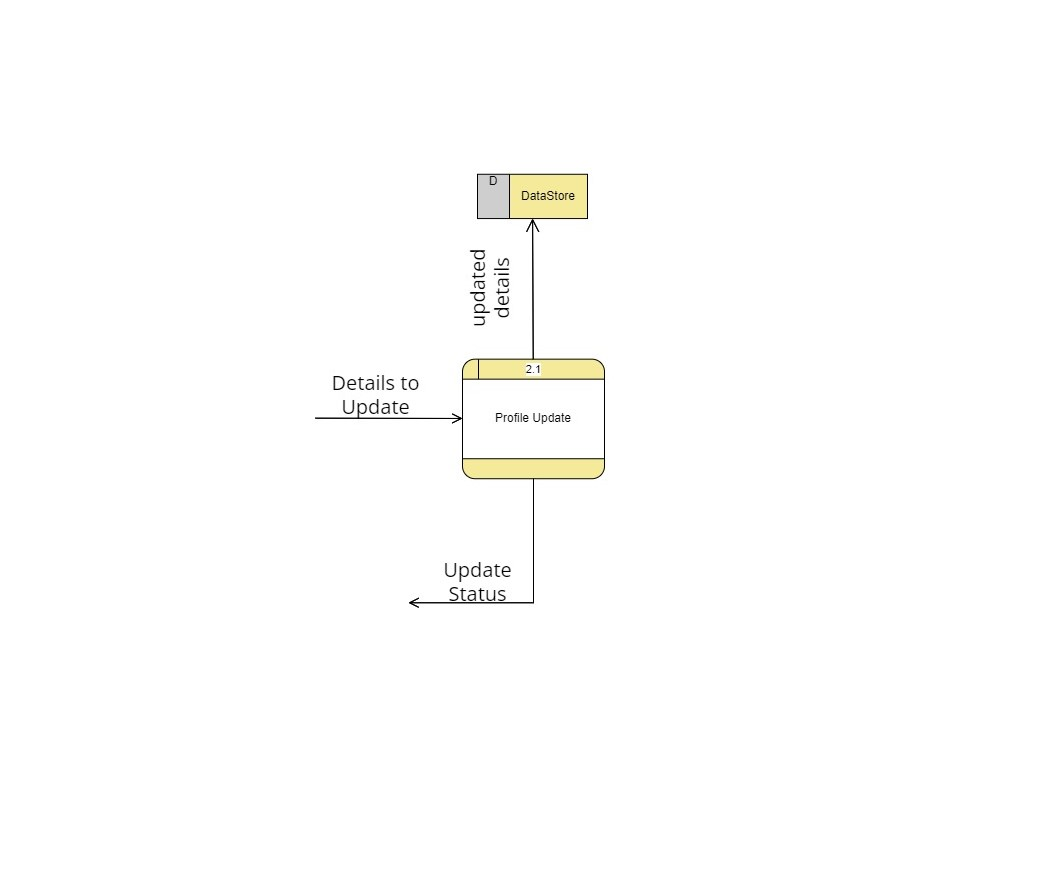 D
DataStore
updated
details
2.1
Details to
Update
Profile Update
Update
Status